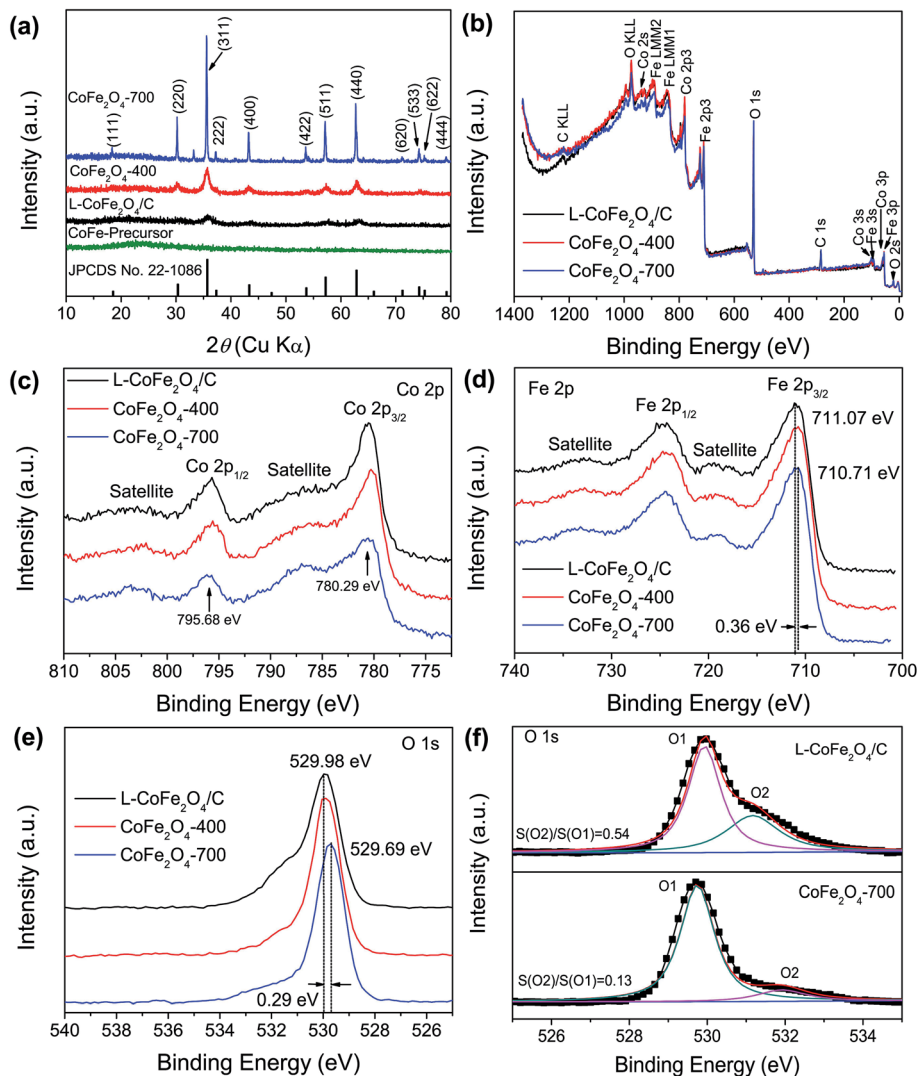 (a)
Intensity (a.u.)
(311)
CoFe₂O₄-700
(111)
(220)
(222)
(400)
(422)
(511)
(440)
(620)
(533)
(622)
(444)
CoFe₂O₄-400
L-CoFe₂O₄/C
CoFe-Precursor
JPCDS No. 22-1086
10 20 30 40 50 60 70 80
2θ (Cu Kα)
(b)
Intensity (a.u.)
C KLL
O KLL
Co 2s
Fe LMM2
Fe LMM1
Co 2p3
Fe 2p3
O 1s
C 1s
Co 3s
Fe 3s
Co 3p
Fe 3p
O 2s
L-CoFe₂O₄/C
CoFe₂O₄-400
CoFe₂O₄-700
1400 1200 1000 800 600 400 200 0
Binding Energy (eV)
(c)
Intensity (a.u.)
L-CoFe₂O₄/C
CoFe₂O₄-400
CoFe₂O₄-700
Co 2p
Co 2p₃/₂
Co 2p₁/₂
Satellite
Satellite
780.29 eV
795.68 eV
810 805 800 795 790 785 780 775
Binding Energy (eV)
(d)
Intensity (a.u.)
Fe 2p
Fe 2p₃/₂
Fe 2p₁/₂
711.07 eV
Satellite
Satellite
710.71 eV
L-CoFe₂O₄/C
CoFe₂O₄-400
CoFe₂O₄-700
0.36 eV
740 730 720 710 700
Binding Energy (eV)
(e)
Intensity (a.u.)
O 1s
529.98 eV
L-CoFe₂O₄/C
CoFe₂O₄-400
CoFe₂O₄-700
529.69 eV
0.29 eV
540 538 536 534 532 530 528 526
Binding Energy (eV)
(f)
Intensity (a.u.)
O 1s
O1
L-CoFe₂O₄/C
O2
S(O2)/S(O1)=0.54
O1
CoFe₂O₄-700
S(O2)/S(O1)=0.13
O2
526 528 530 532 534
Binding Energy (eV)